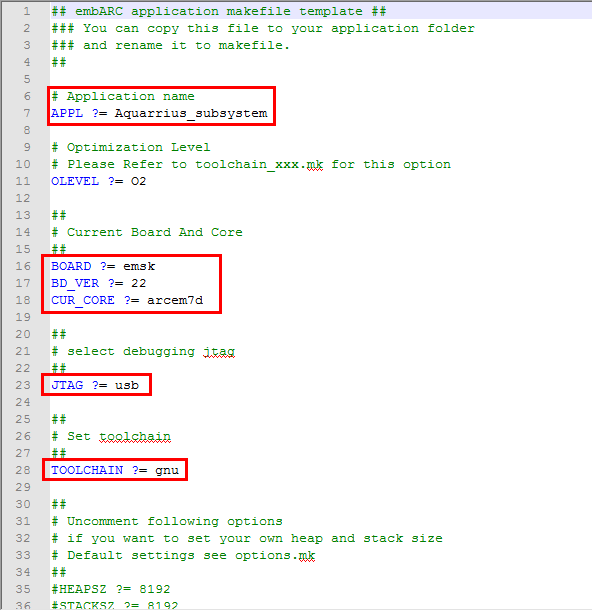 1 ## embARC application makefile template ##
2 ### You can copy this file to your application folder
3 ### and rename it to makefile.
4 ##
5
6 # Application name
7 APPL ?= Aquarrius_subsystem
8
9 # Optimization Level
10 # Please Refer to toolchain_xxx.mk for this option
11 OLEVEL ?= O2
12
13 ##
14 # Current Board And Core
15 ##
16 BOARD ?= emsk
17 BD_VER ?= 22
18 CUR_CORE ?= arcem7d
19
20 ##
21 # select debugging jtag
22 ##
23 JTAG ?= usb
24
25 ##
26 # Set toolchain
27 ##
28 TOOLCHAIN ?= gnu
29
30 ##
31 # Uncomment following options
32 # if you want to set your own heap and stack size
33 # Default settings see options.mk
34 ##
35 #HEAPSZ ?= 8192
36 #STACKSZ ?= 8192